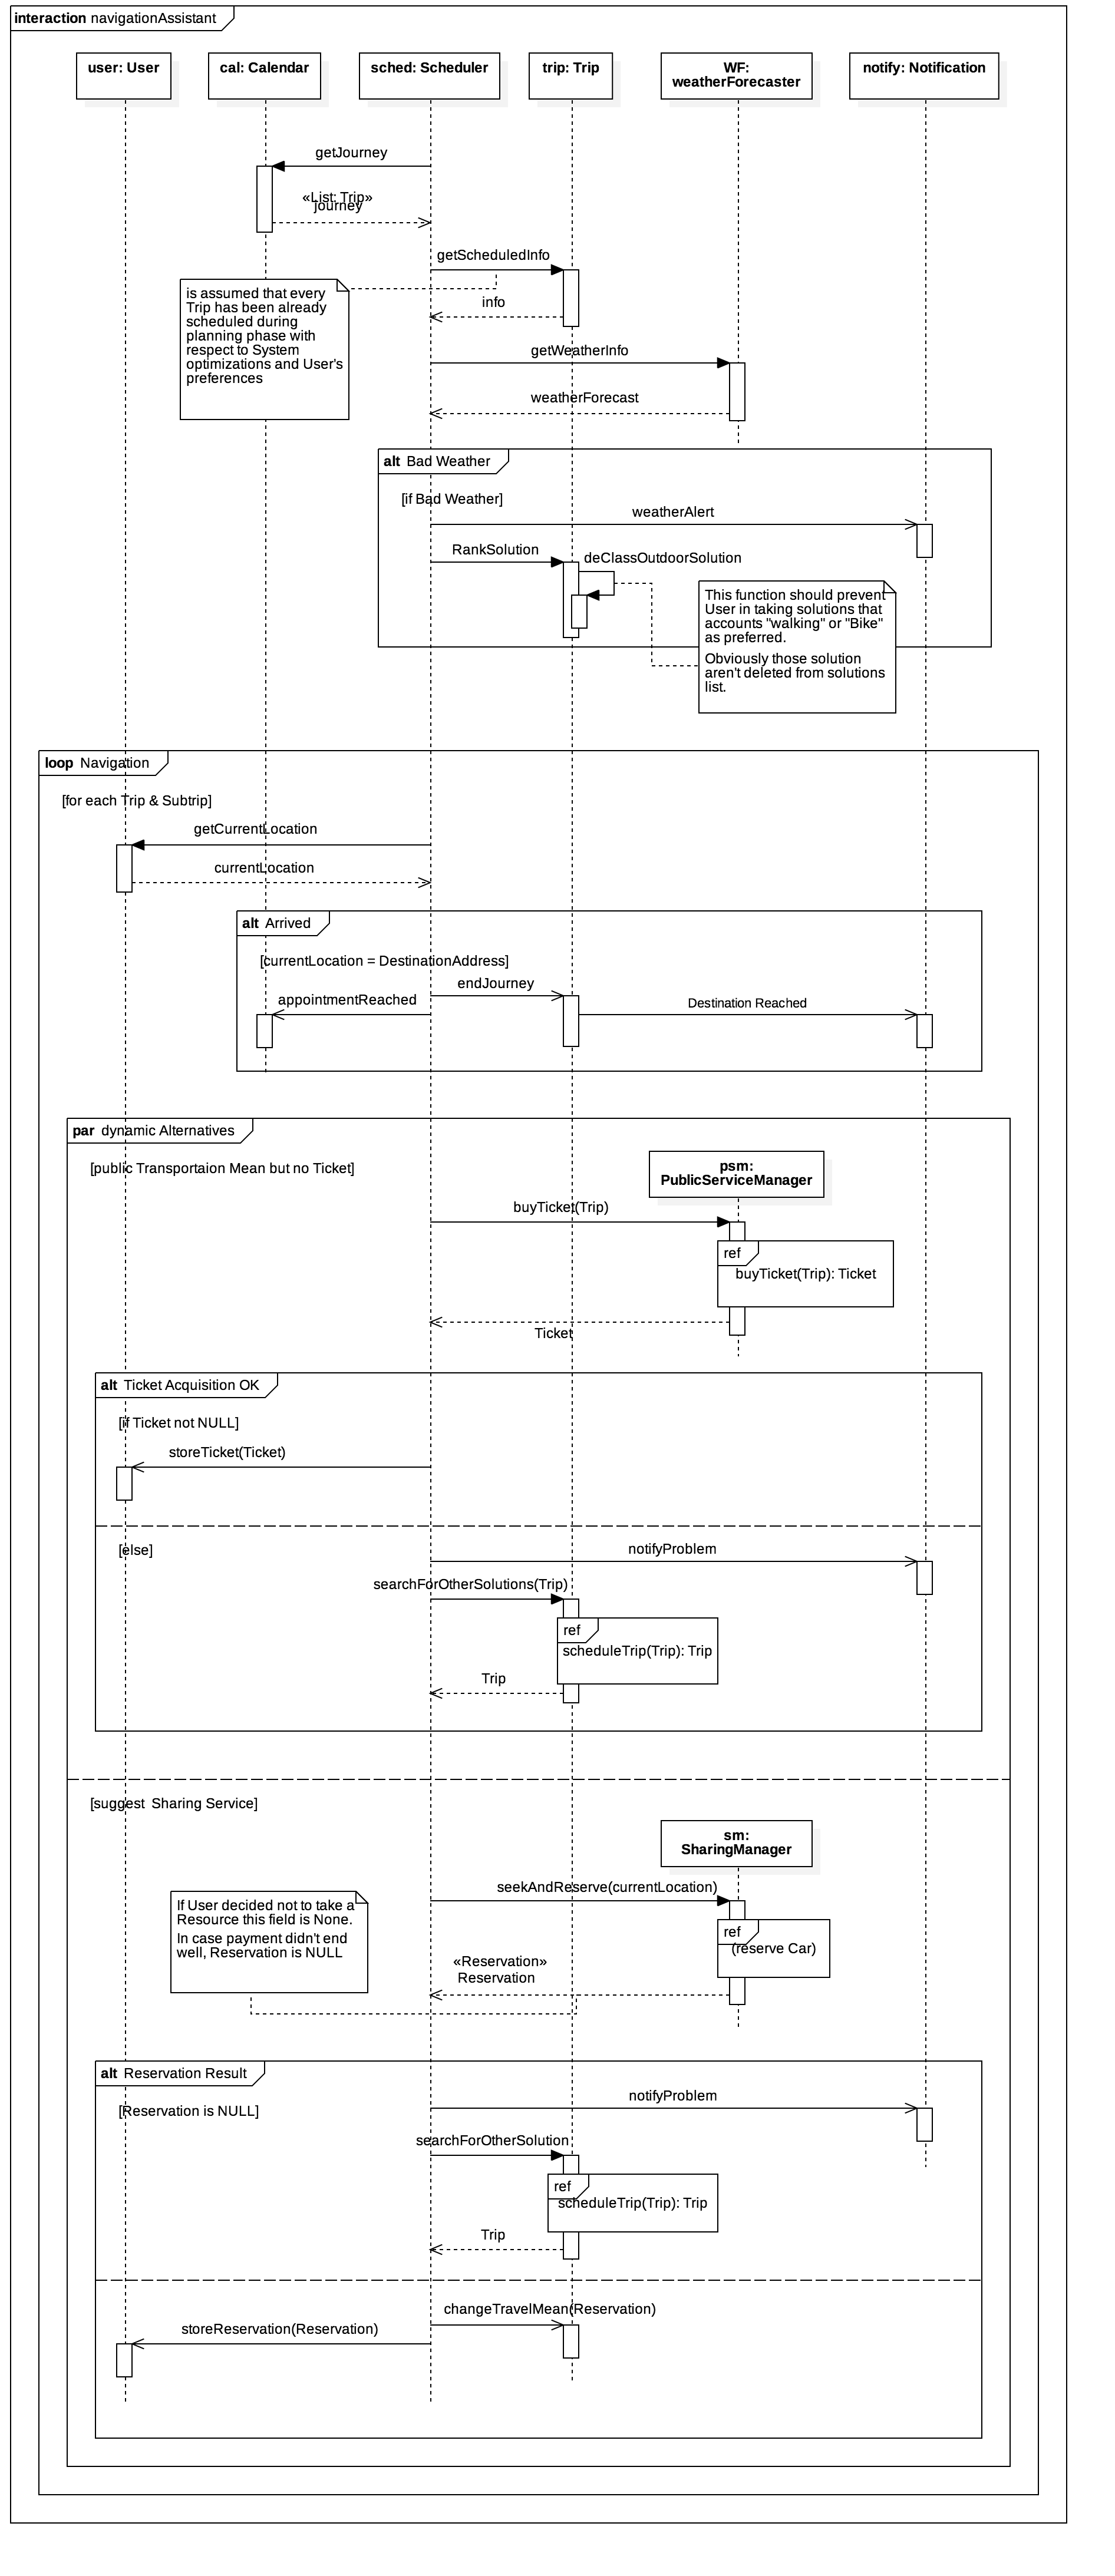 interaction navigationAssistant
user: User
cal: Calendar
sched: Scheduler
trip: Trip
WF:
weatherForecaster
notify: Notification
getJourney
«List: Trip»
journey
getScheduledInfo
is assumed that every
Trip has been already
scheduled during
planning phase with
respect to System
optimizations and User's
preferences
info
getWeatherInfo
weatherForecast
alt Bad Weather
[if Bad Weather]
weatherAlert
RankSolution
deClassOutdoorSolution
This function should prevent
User in taking solutions that
accounts "walking" or "Bike"
as preferred.
Obviously those solution
aren't deleted from solutions
list.
loop Navigation
[for each Trip & Subtrip]
getCurrentLocation
currentLocation
alt Arrived
[currentLocation = DestinationAddress]
endJourney
appointmentReached
Destination Reached
par dynamic Alternatives
[public Transportaion Mean but no Ticket]
psm:
PublicServiceManager
buyTicket(Trip)
ref
buyTicket(Trip): Ticket
Ticket
alt Ticket Acquisition OK
[if Ticket not NULL]
storeTicket(Ticket)
[else]
notifyProblem
searchForOtherSolutions(Trip)
ref
scheduleTrip(Trip): Trip
Trip
[suggest Sharing Service]
sm:
SharingManager
seekAndReserve(currentLocation)
If User decided not to take a
Resource this field is None.
In case payment didn't end
well, Reservation is NULL
ref
(reserve Car)
«Reservation»
Reservation
alt Reservation Result
[Reservation is NULL]
notifyProblem
searchForOtherSolution
ref
scheduleTrip(Trip): Trip
Trip
changeTravelMean(Reservation)
storeReservation(Reservation)